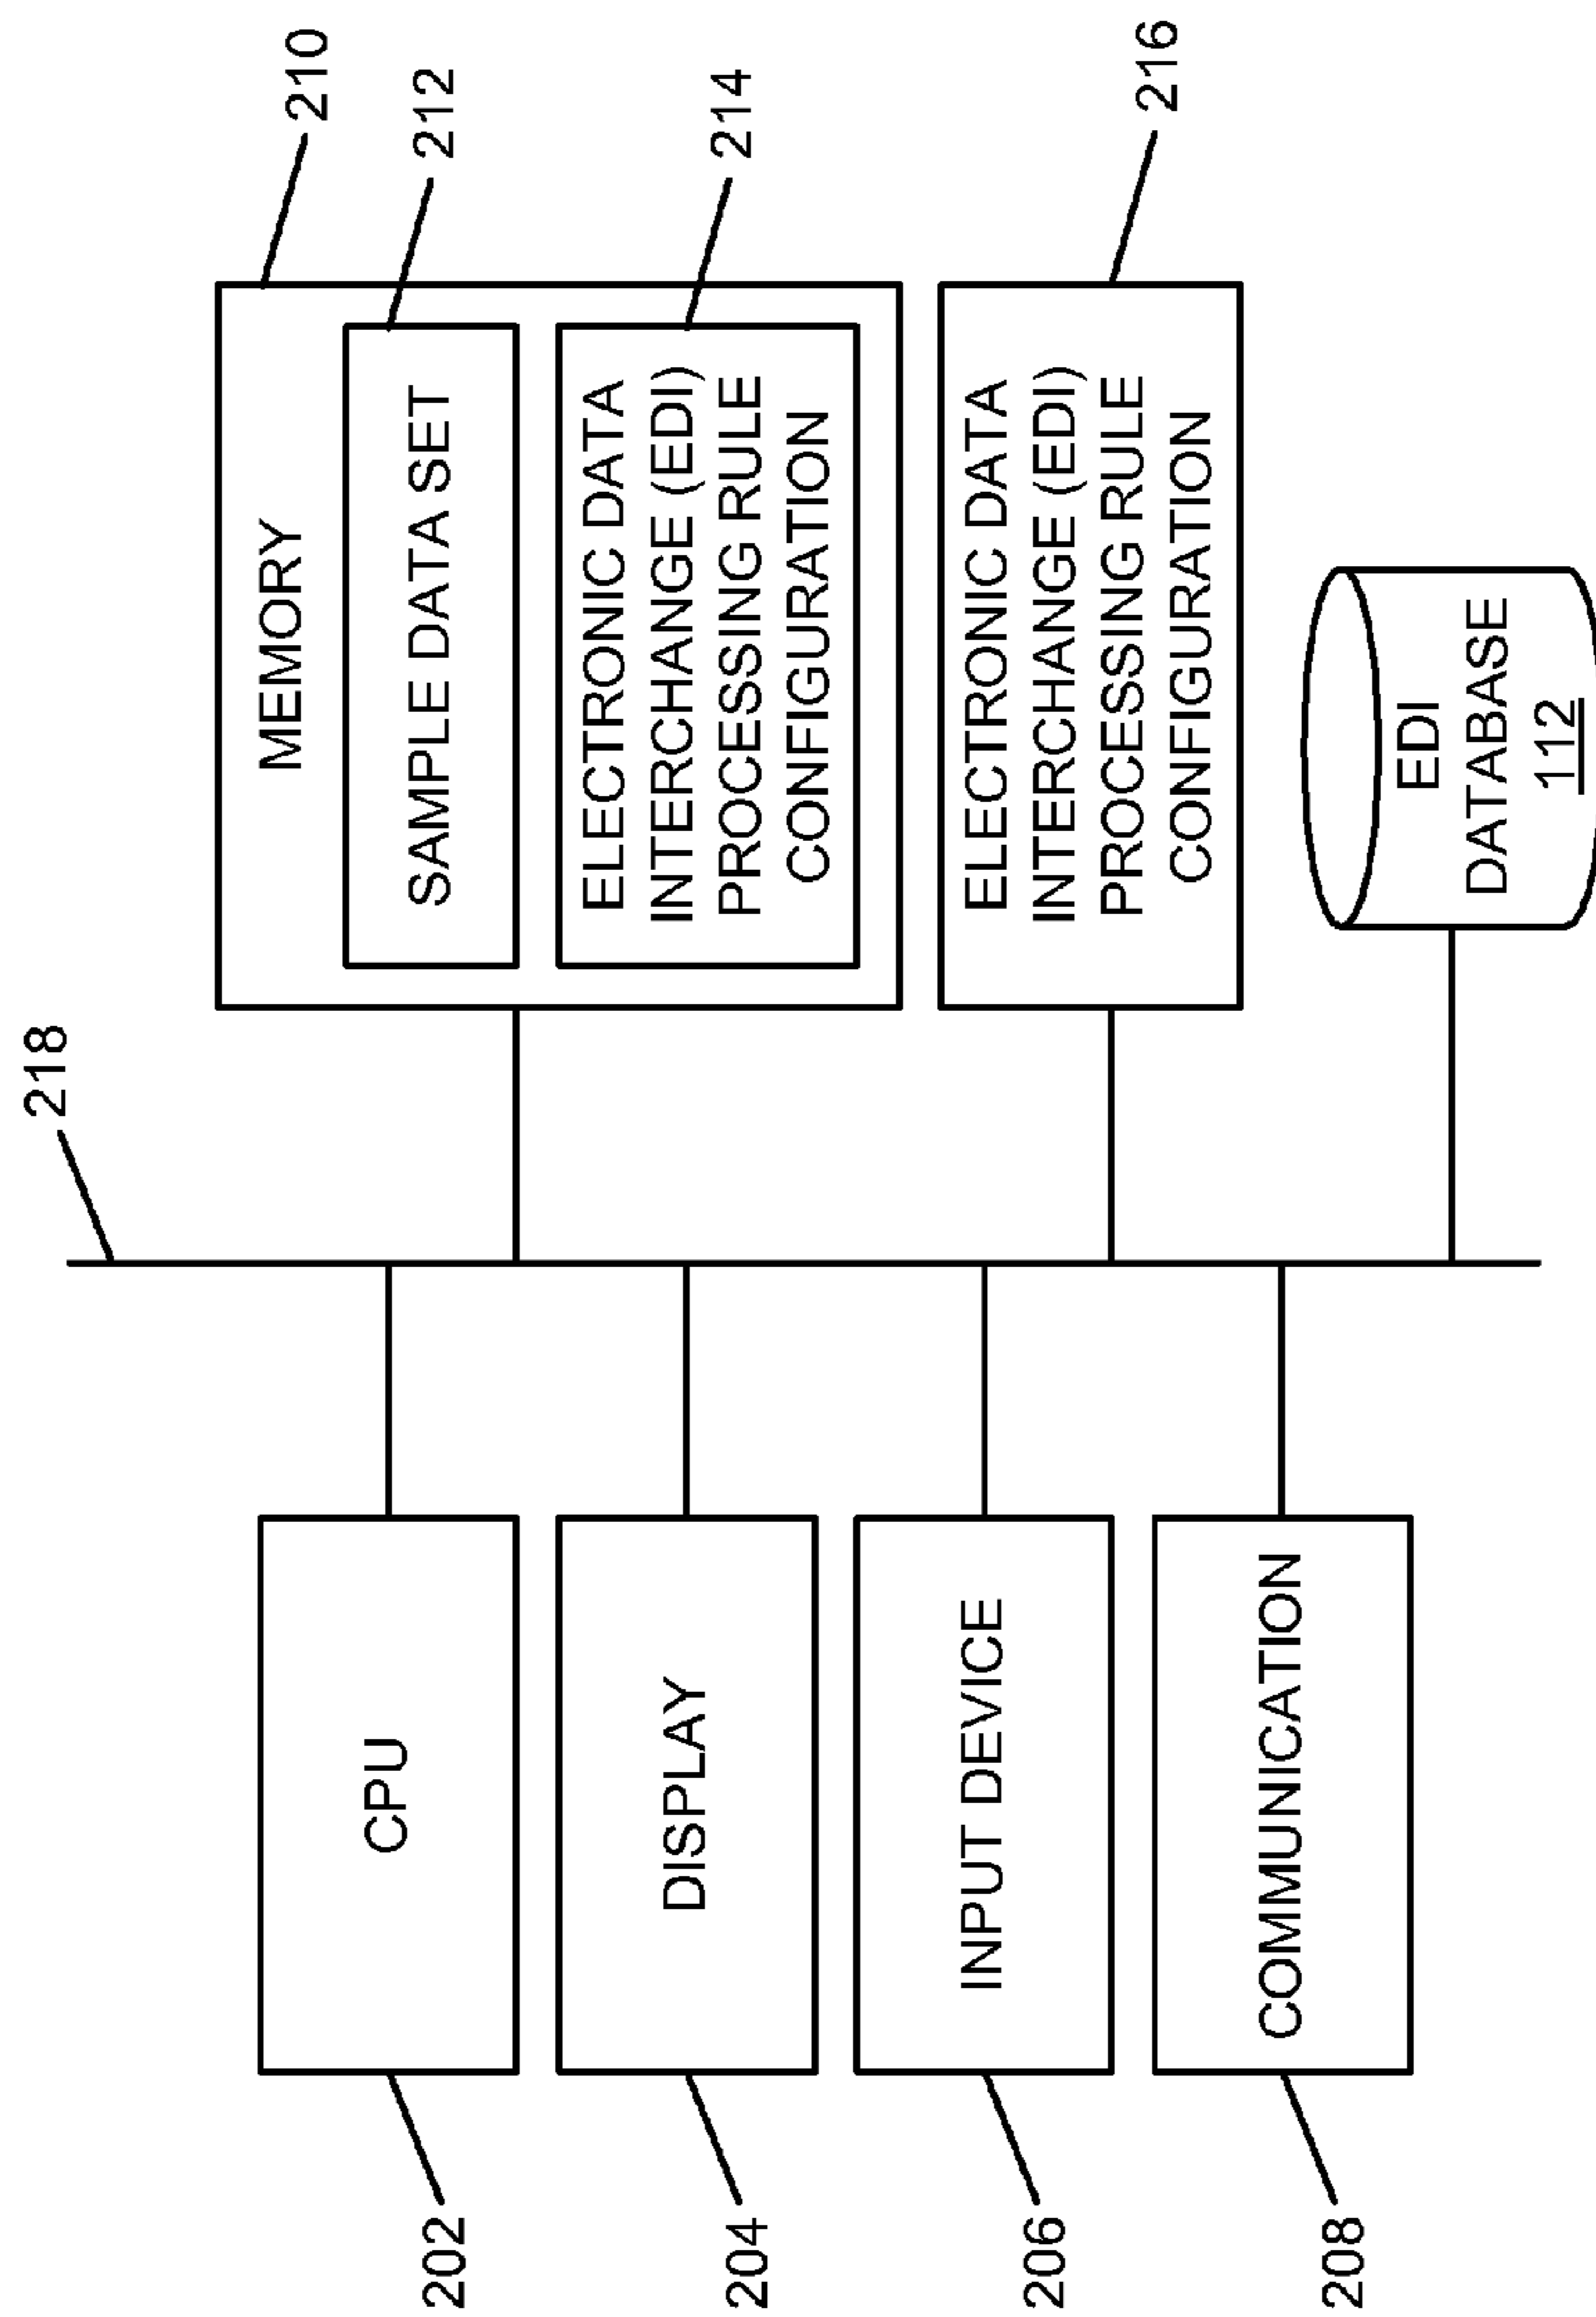 218
210
212
214
216
202
204
206
208
CPU
DISPLAY
INPUT DEVICE
COMMUNICATION
MEMORY
SAMPLE DATA SET
ELECTRONIC DATA
INTERCHANGE (EDI)
PROCESSING RULE
CONFIGURATION
ELECTRONIC DATA
INTERCHANGE (EDI)
PROCESSING RULE
CONFIGURATION
EDI
DATABASE
112